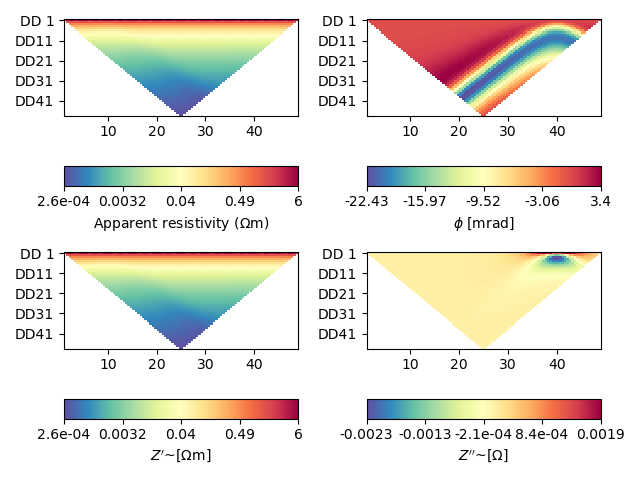 DD 1
DD11
DD21
DD31
DD41
10 20 30 40
2.6e-04 0.0032 0.04 0.49 6
Apparent resistivity (Ωm)
DD 1
DD11
DD21
DD31
DD41
10 20 30 40
-22.43 -15.97 -9.52 -3.06 3.4
ϕ [mrad]
DD 1
DD11
DD21
DD31
DD41
10 20 30 40
2.6e-04 0.0032 0.04 0.49 6
Z′~[Ωm]
DD 1
DD11
DD21
DD31
DD41
10 20 30 40
-0.0023 -0.0013 -2.1e-04 8.4e-04 0.0019
Z′′~[Ω]